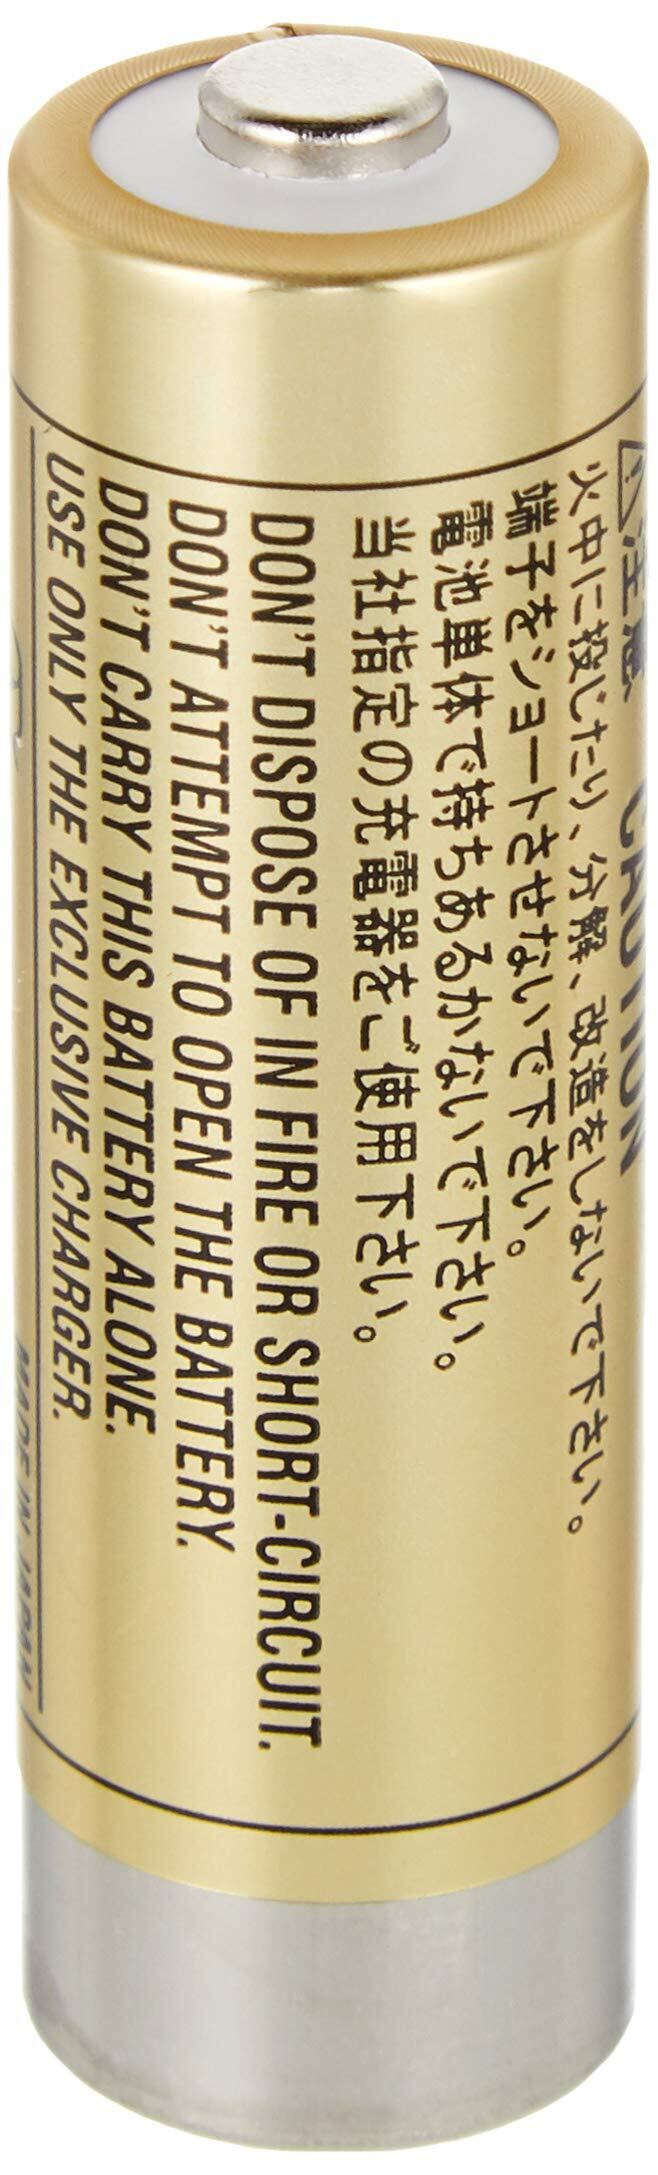 注意 CAUTION
火中に投じたり、分解、改造をしないで下さい。
端子をショートさせないで下さい。
電池単体で持ちあるかないで下さい。
当社指定の充電器をご使用下さい。
DON'T DISPOSE OF IN FIRE OR SHORT-CIRCUIT.
DON'T ATTEMPT TO OPEN THE BATTERY.
DON'T CARRY THIS BATTERY ALONE.
USE ONLY THE EXCLUSIVE CHARGER.
MADE IN JAPAN